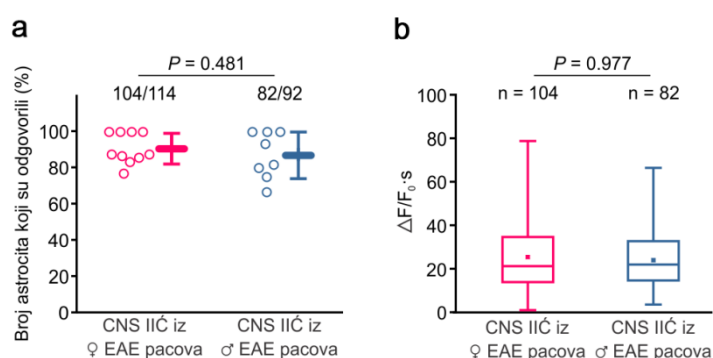 a
P = 0.481
104/114
82/92
Broj astrocita koji su odgovorili (%)
100
80
60
40
20
0
CNS IIĆ iz
♀ EAE pacova
CNS IIĆ iz
♂ EAE pacova
b
P = 0.977
n = 104
n = 82
ΔF/F₀·s
100
80
60
40
20
0
CNS IIĆ iz
♀ EAE pacova
CNS IIĆ iz
♂ EAE pacova